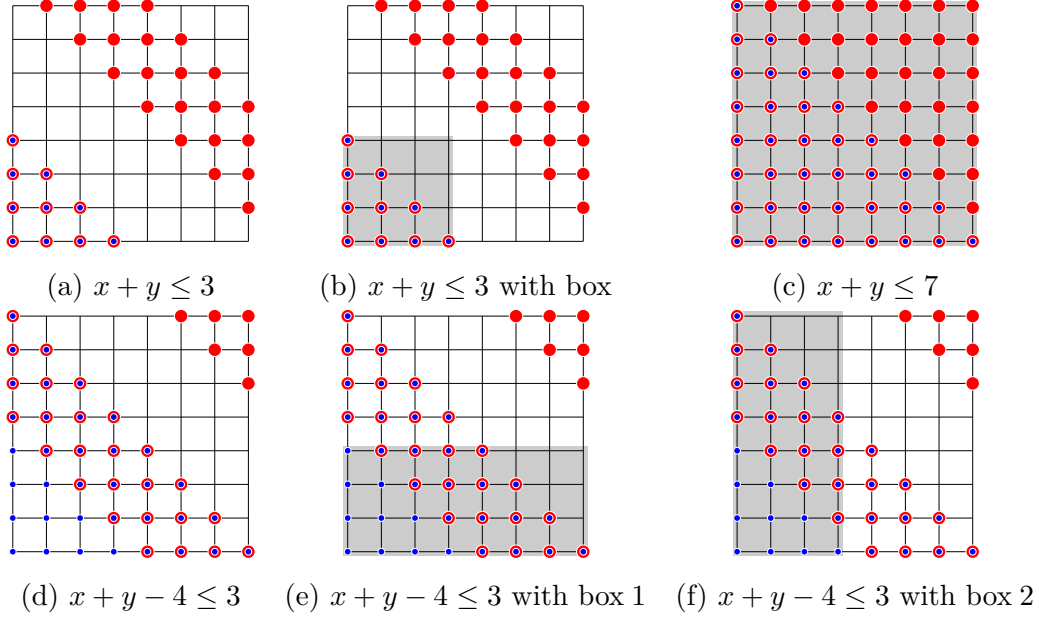 (a) x + y ≤ 3
(b) x + y ≤ 3 with box
(c) x + y ≤ 7
(d) x + y − 4 ≤ 3
(e) x + y − 4 ≤ 3 with box 1
(f) x + y − 4 ≤ 3 with box 2